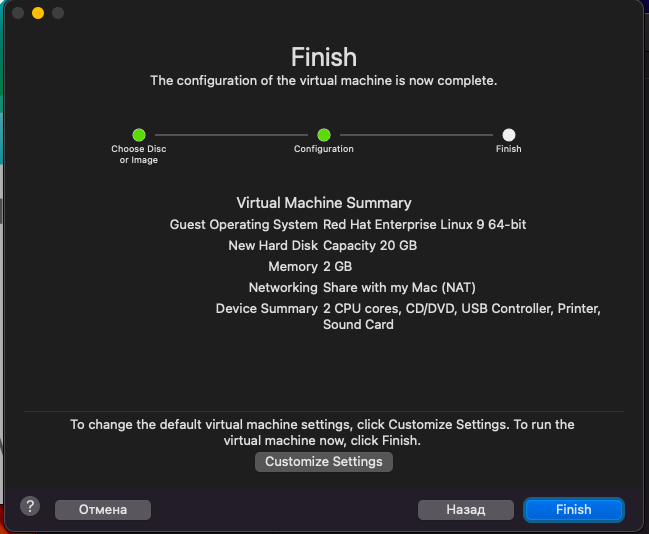 Finish
The configuration of the virtual machine is now complete.
Choose Disc
or Image
Configuration
Finish
Virtual Machine Summary
Guest Operating System Red Hat Enterprise Linux 9 64-bit
New Hard Disk Capacity 20 GB
Memory 2 GB
Networking Share with my Mac (NAT)
Device Summary 2 CPU cores, CD/DVD, USB Controller, Printer,
Sound Card
To change the default virtual machine settings, click Customize Settings. To run the
virtual machine now, click Finish.
Customize Settings
?
Отмена
Назад
Finish